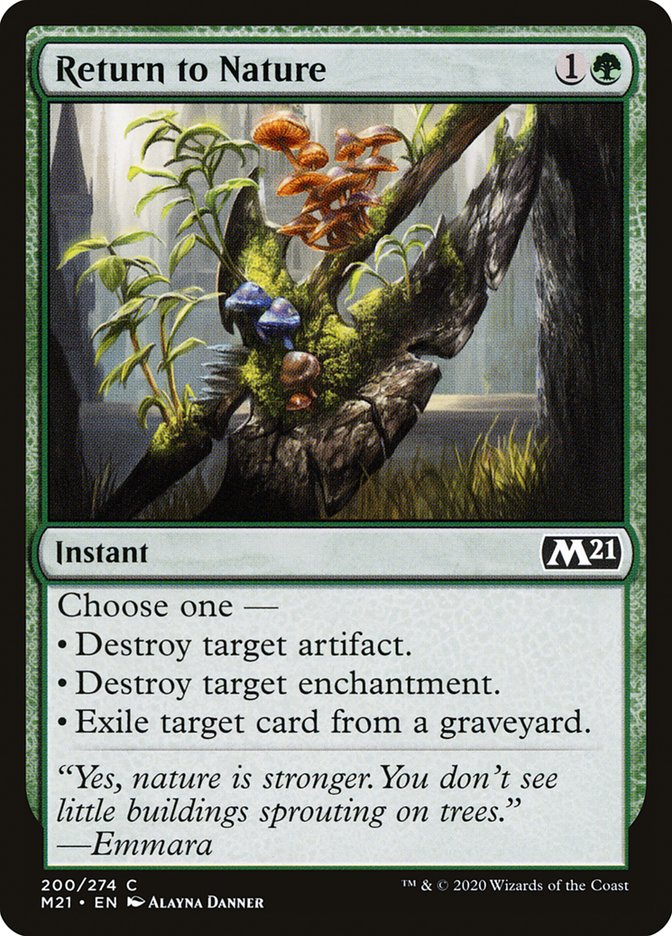 Return to Nature 1
Instant M21
Choose one —
• Destroy target artifact.
• Destroy target enchantment.
• Exile target card from a graveyard.
“Yes, nature is stronger. You don’t see
little buildings sprouting on trees.”
—Emmara
200/274 C ™ & © 2020 Wizards of the Coast
M21 • EN Alayna Danner